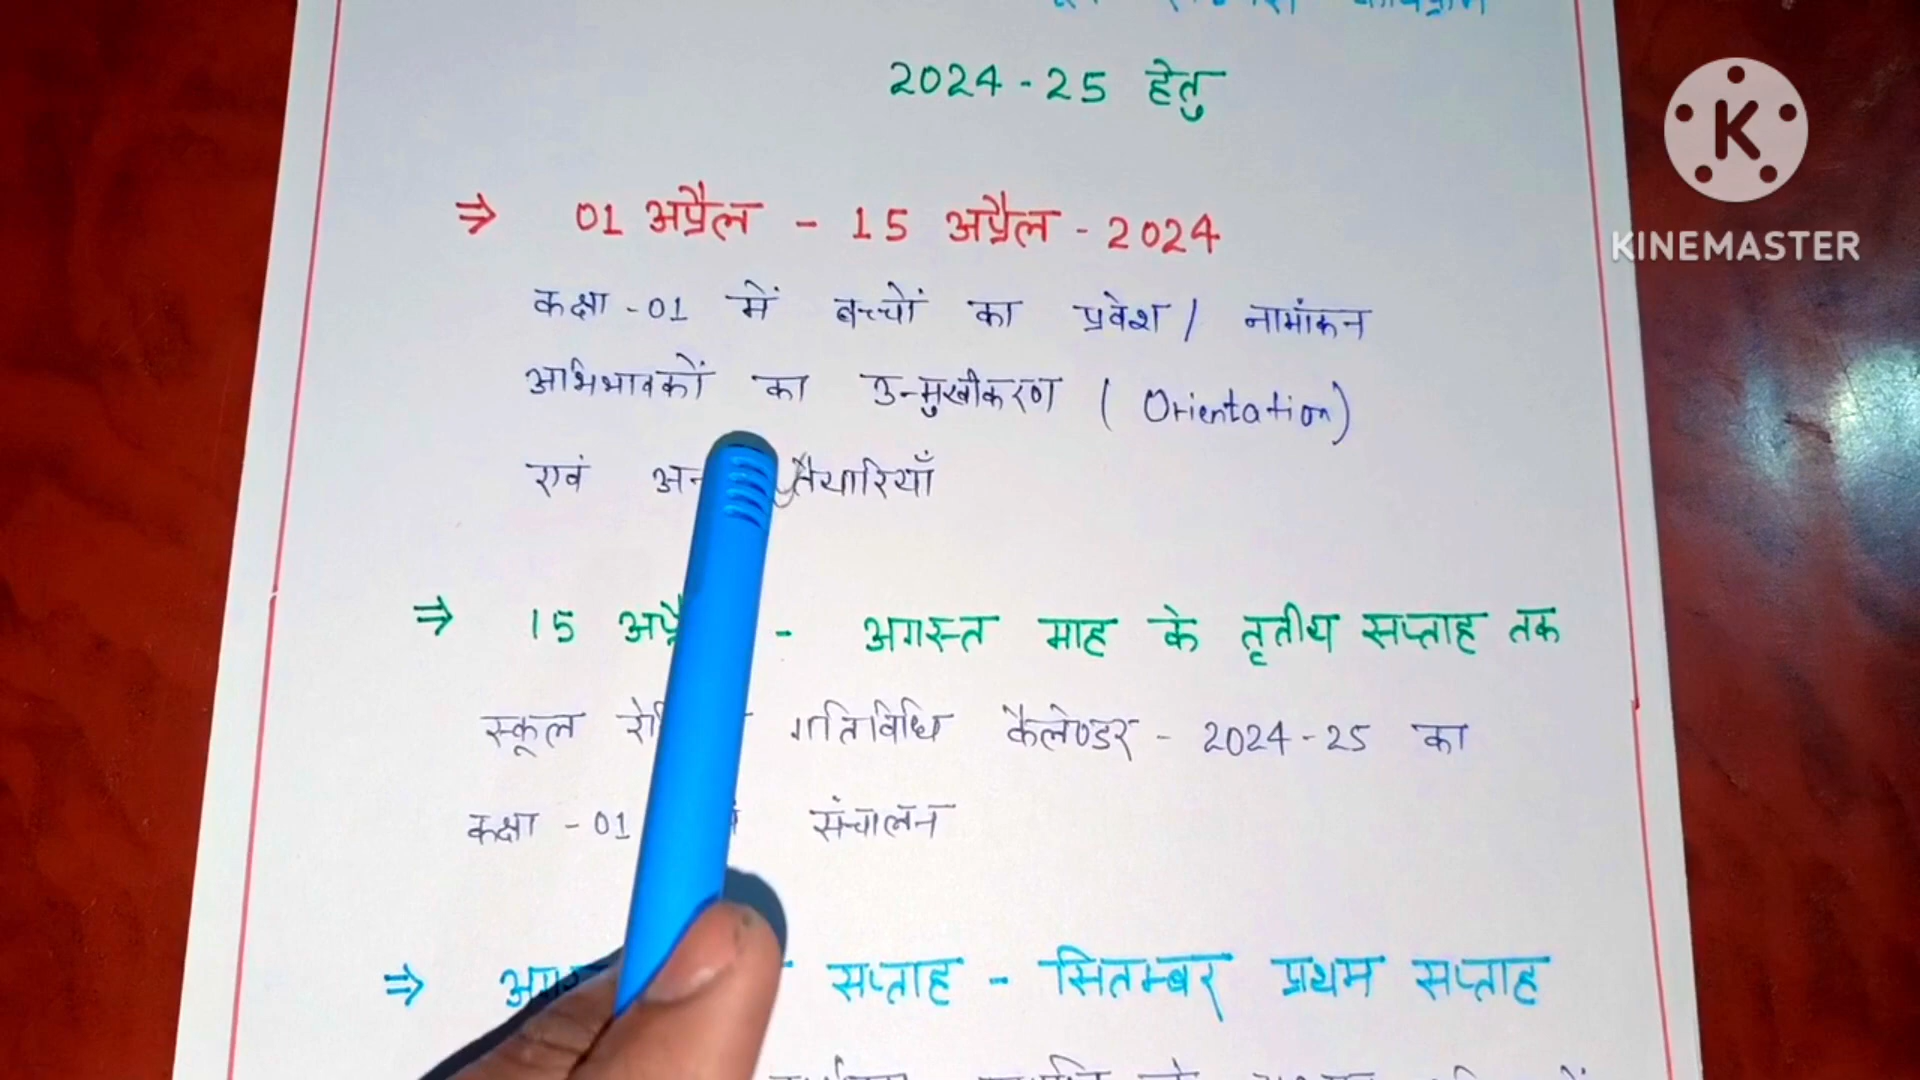 2024-25 हेतु
⇒ 01 अप्रैल - 15 अप्रैल - 2024
कक्षा -01 में बच्चों का प्रवेश / नामांकन
अभिभावकों का उन्मुखीकरण ( Orientation)
एवं तैयारियाँ
⇒ 15 - अगस्त माह के तृतीय सप्ताह तक
स्कूल गतिविधि कैलेण्डर - 2024-25 का
कक्षा -01 संचालन
⇒ सप्ताह - सितम्बर प्रथम सप्ताह
K
KINEMASTER